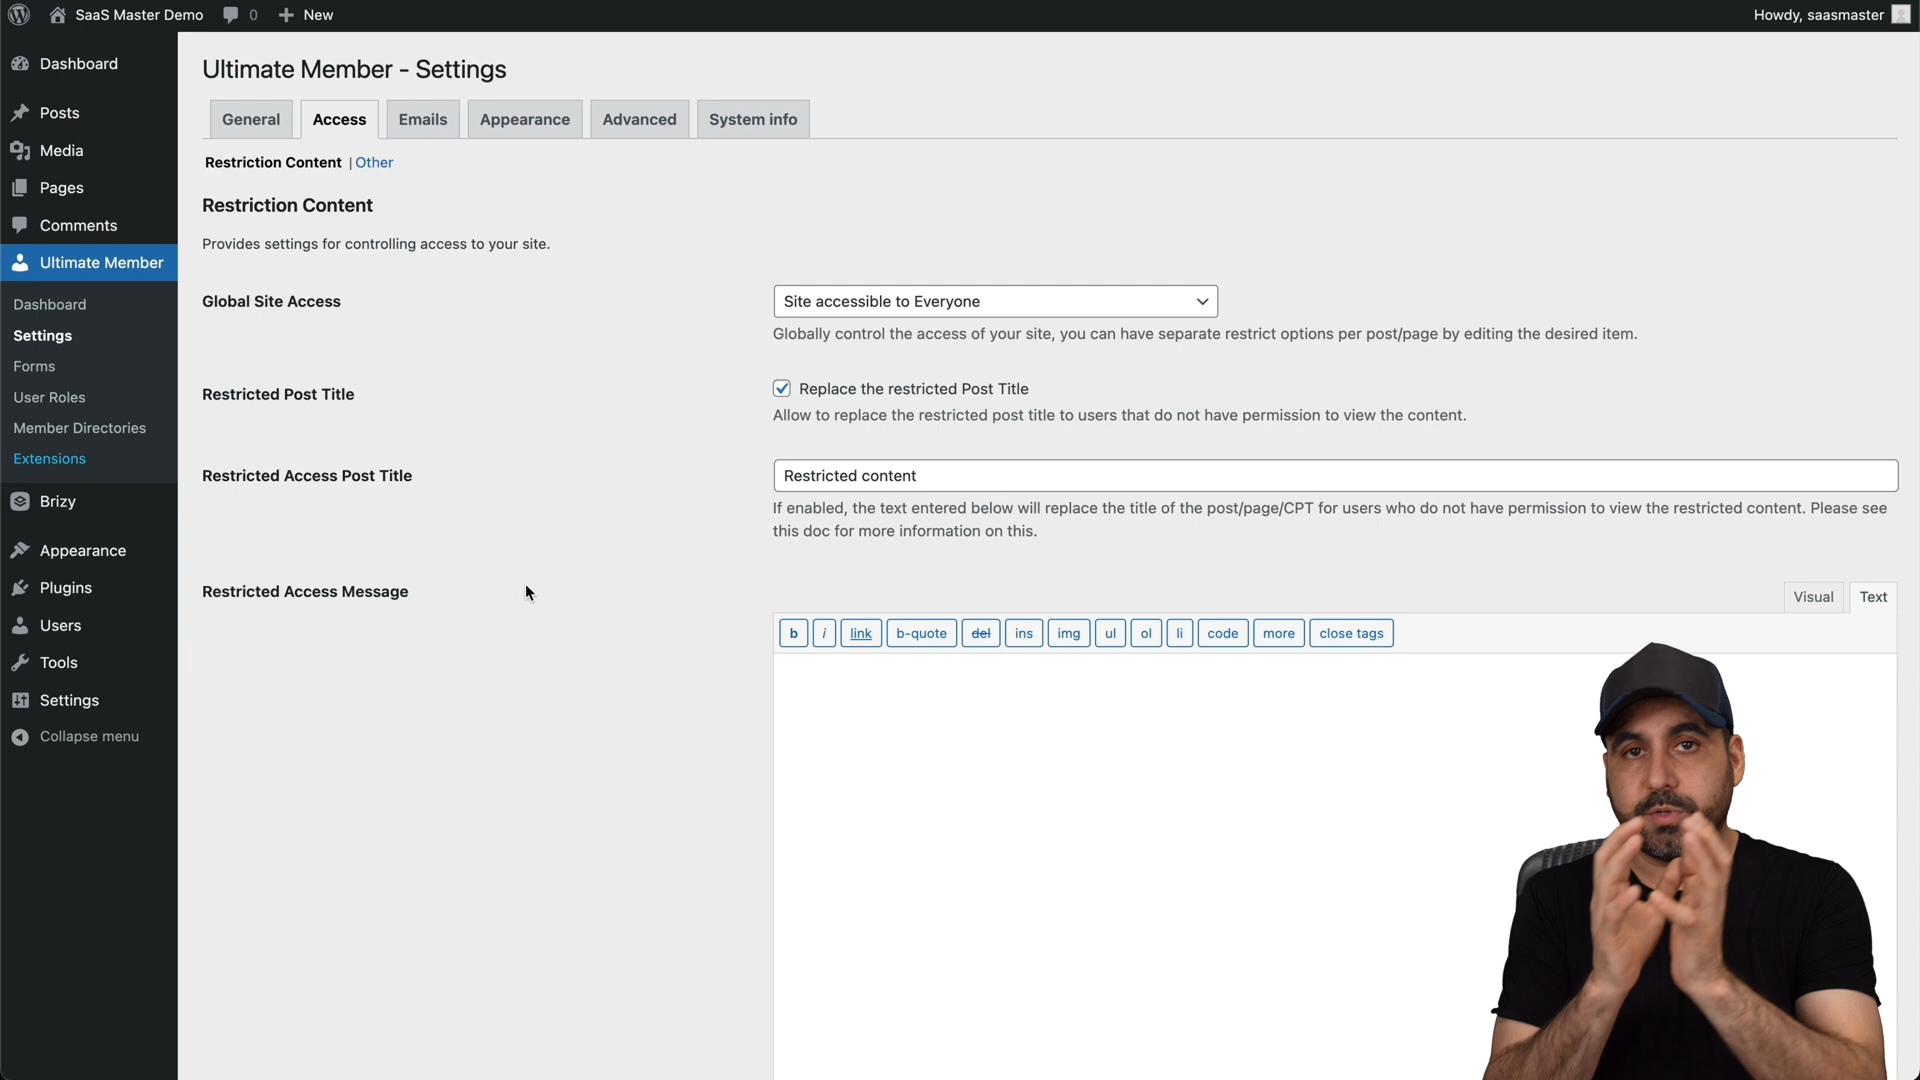 SaaS Master Demo
0
New
Howdy, saasmaster
Dashboard
Posts
Media
Pages
Comments
Ultimate Member
Dashboard
Settings
Forms
User Roles
Member Directories
Extensions
Brizy
Appearance
Plugins
Users
Tools
Settings
Collapse menu
Ultimate Member - Settings
General
Access
Emails
Appearance
Advanced
System info
Restriction Content | Other
Restriction Content
Provides settings for controlling access to your site.
Global Site Access
Site accessible to Everyone
Globally control the access of your site, you can have separate restrict options per post/page by editing the desired item.
Restricted Post Title
Replace the restricted Post Title
Allow to replace the restricted post title to users that do not have permission to view the content.
Restricted Access Post Title
Restricted content
If enabled, the text entered below will replace the title of the post/page/CPT for users who do not have permission to view the restricted content. Please see
this doc for more information on this.
Restricted Access Message
Visual
Text
b
i
link
b-quote
del
ins
img
ul
ol
li
code
more
close tags